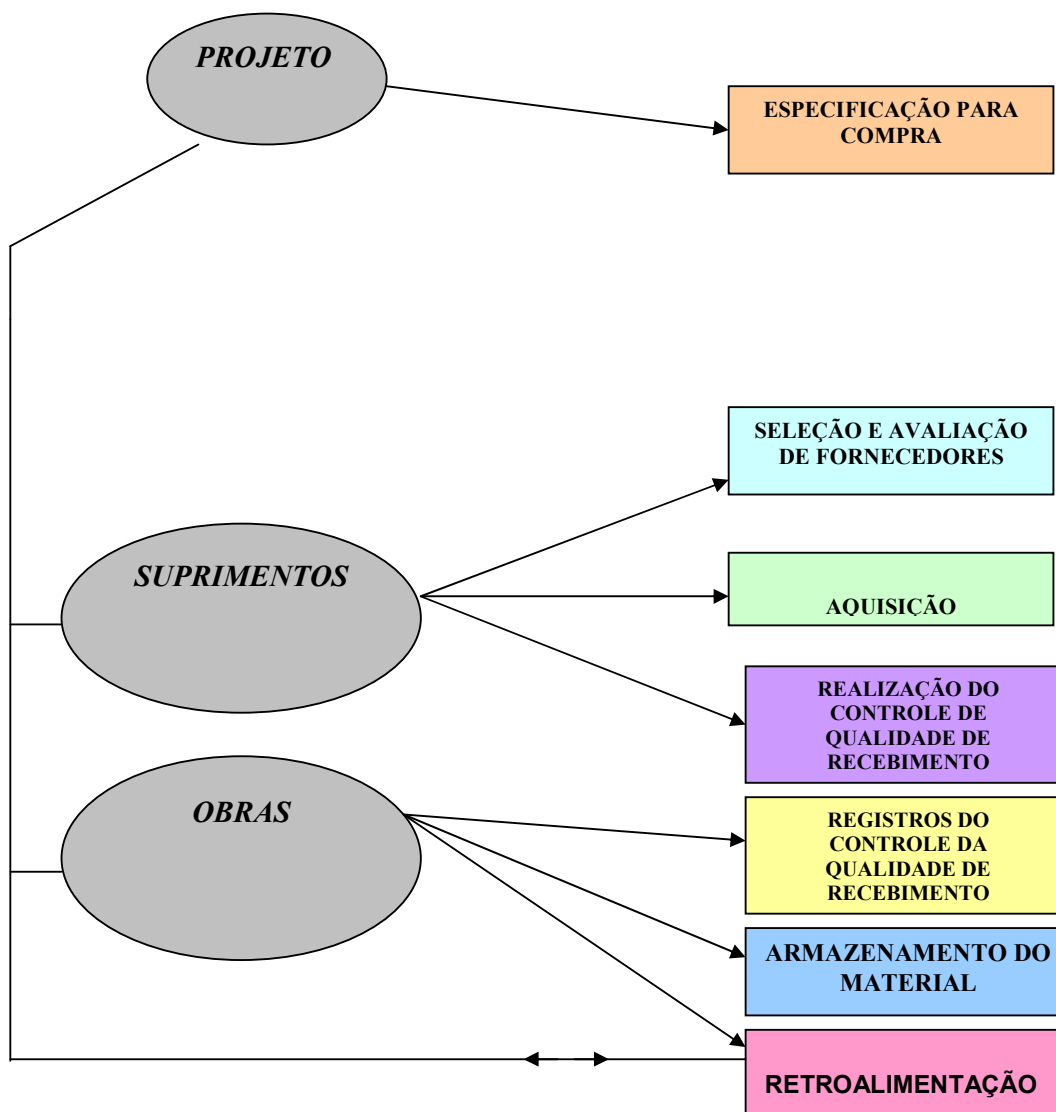 PROJETO
ESPECIFICAÇÃO PARA
COMPRA
SELEÇÃO E AVALIAÇÃO
DE FORNECEDORES
SUPRIMENTOS
AQUISIÇÃO
REALIZAÇÃO DO
CONTROLE DE
QUALIDADE DE
RECEBIMENTO
OBRAS
REGISTROS DO
CONTROLE DA
QUALIDADE DE
RECEBIMENTO
ARMAZENAMENTO DO
MATERIAL
RETROALIMENTAÇÃO